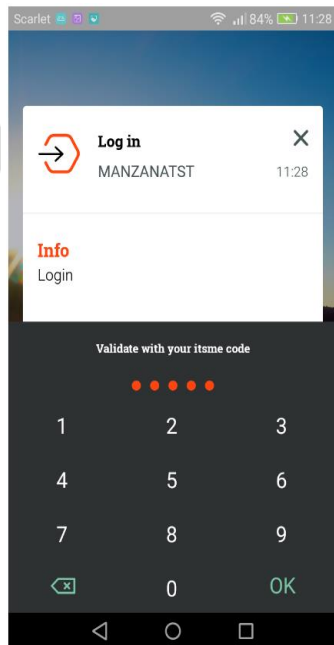 Scarlet 84% 11:28
Log in
MANZANATST 11:28
Info
Login
Validate with your itsme code
1 2 3
4 5 6
7 8 9
0 OK